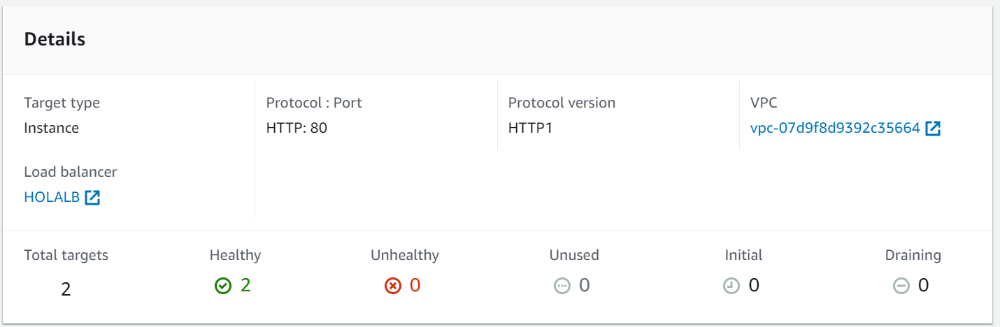 Details
Target type
Instance
Protocol : Port
HTTP: 80
Protocol version
HTTP1
VPC
vpc-07d9f8d9392c35664
Load balancer
HOLALB
Total targets
2
Healthy
2
Unhealthy
0
Unused
0
Initial
0
Draining
0